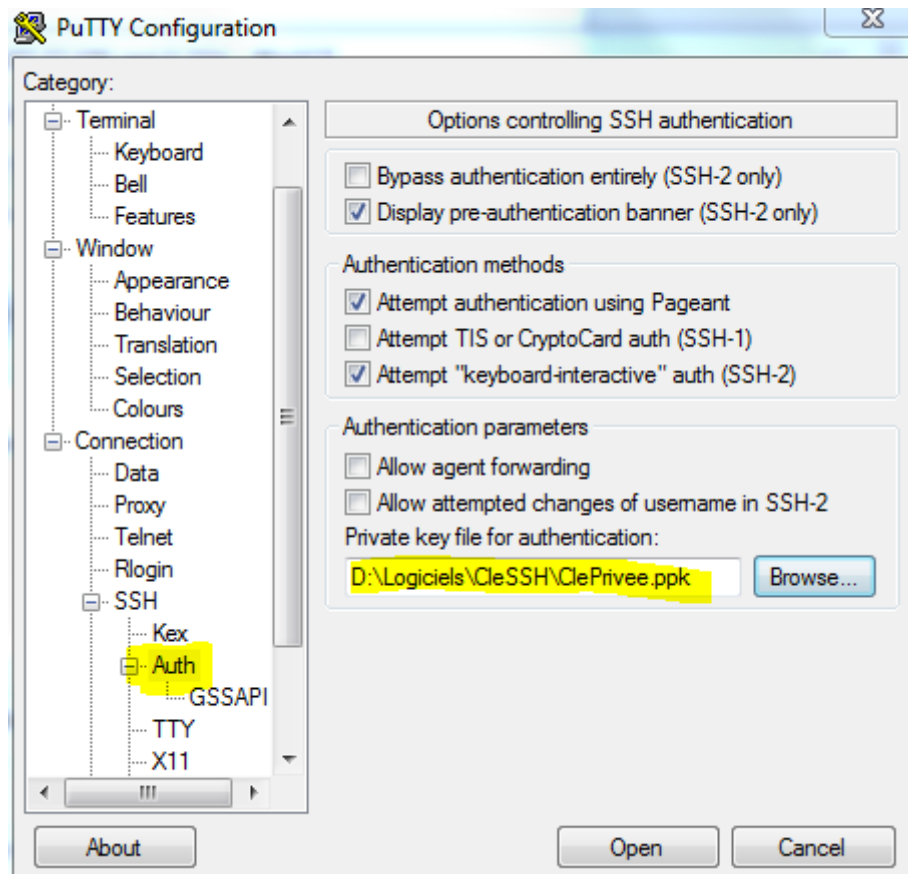 PuTTY Configuration
Category:
Terminal
Keyboard
Bell
Features
Window
Appearance
Behaviour
Translation
Selection
Colours
Connection
Data
Proxy
Telnet
Rlogin
SSH
Kex
Auth
GSSAPI
TTY
X11
Options controlling SSH authentication
Bypass authentication entirely (SSH-2 only)
Display pre-authentication banner (SSH-2 only)
Authentication methods
Attempt authentication using Pageant
Attempt TIS or CryptoCard auth (SSH-1)
Attempt "keyboard-interactive" auth (SSH-2)
Authentication parameters
Allow agent forwarding
Allow attempted changes of username in SSH-2
Private key file for authentication:
D:\Logiciels\CleSSH\ClePrivee.ppk
Browse...
About
Open
Cancel